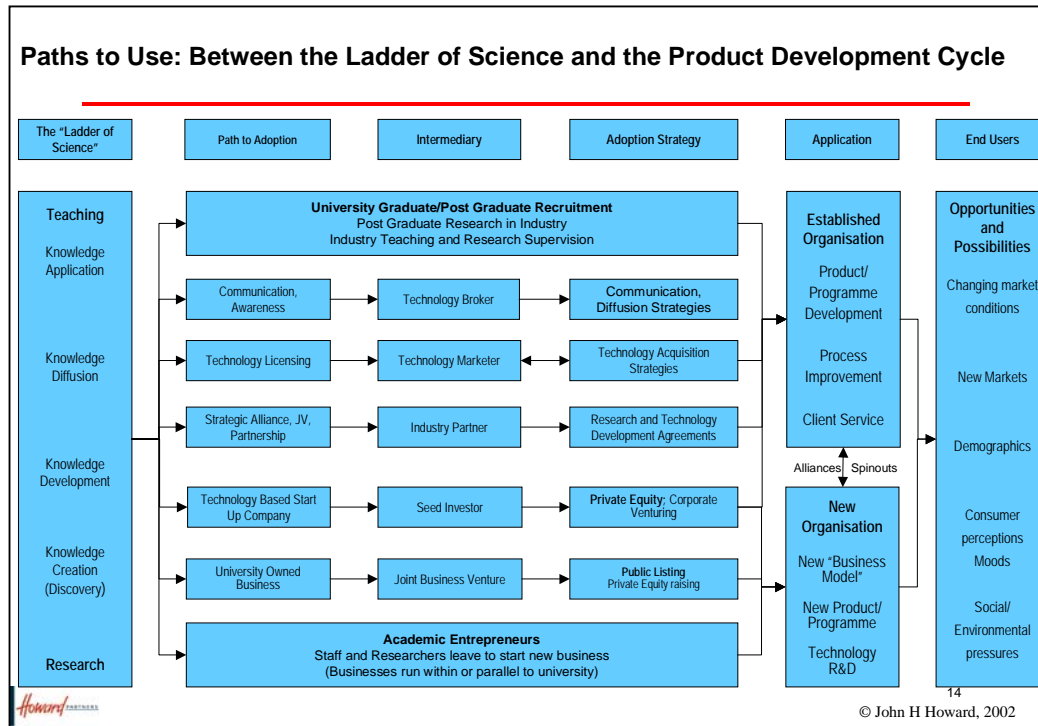 Paths to Use: Between the Ladder of Science and the Product Development Cycle
The "Ladder of
Science"
Path to Adoption
Intermediary
Adoption Strategy
Application
End Users
Teaching
Knowledge
Application
Knowledge
Diffusion
Knowledge
Development
Knowledge
Creation
(Discovery)
Research
University Graduate/Post Graduate Recruitment
Post Graduate Research in Industry
Industry Teaching and Research Supervision
Communication,
Awareness
Technology Broker
Communication,
Diffusion Strategies
Technology Licensing
Technology Marketer
Technology Acquisition
Strategies
Strategic Alliance, JV,
Partnership
Industry Partner
Research and Technology
Development Agreements
Technology Based Start
Up Company
Seed Investor
Private Equity; Corporate
Venturing
University Owned
Business
Joint Business Venture
Public Listing
Private Equity raising
Academic Entrepreneurs
Staff and Researchers leave to start new business
(Businesses run within or parallel to university)
Established
Organisation
Product/
Programme
Development
Process
Improvement
Client Service
Alliances Spinouts
New
Organisation
New "Business
Model"
New Product/
Programme
Technology
R&D
Opportunities
and
Possibilities
Changing market
conditions
New Markets
Demographics
Consumer
perceptions
Moods
Social/
Environmental
pressures
Howard PARTNERS
14
© John H Howard, 2002